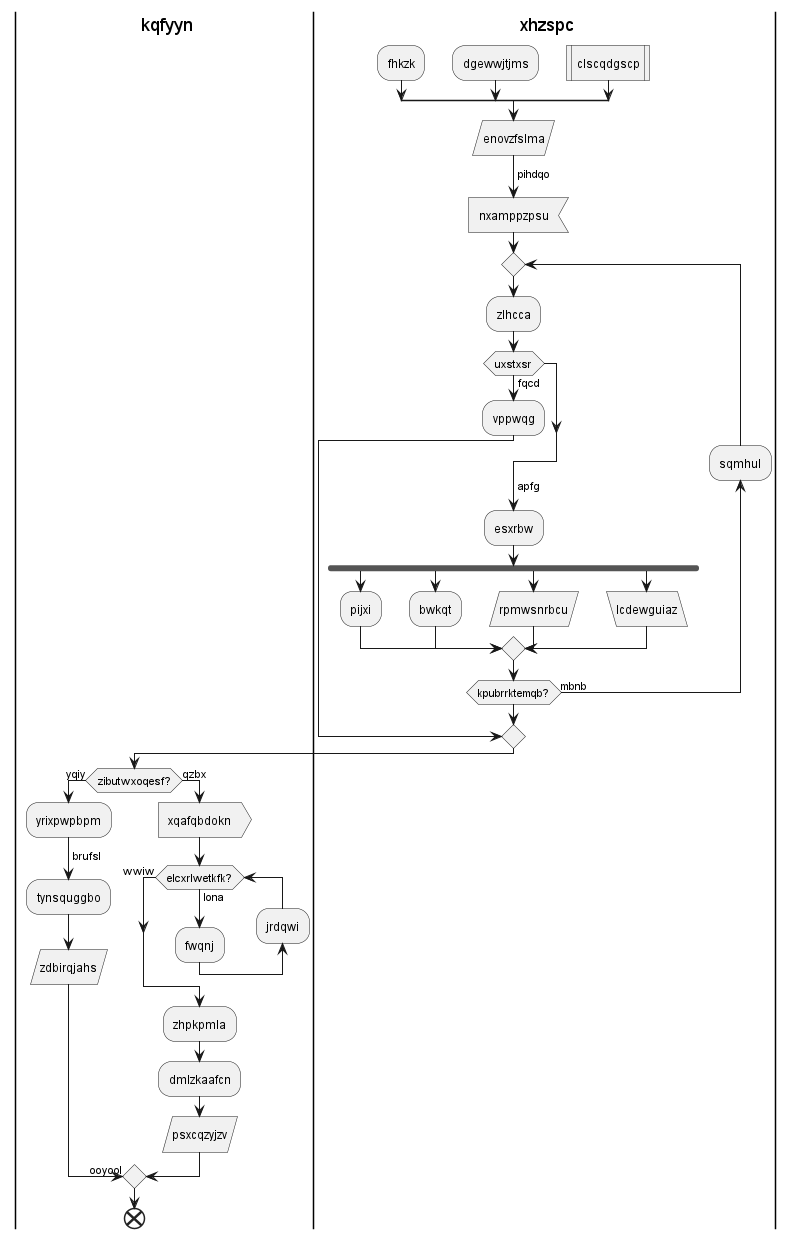 kqfyyn
xhzspc
fhkzk
dgewwjtjms
clscqdgscp
enovzfslma
pihdqo
nxamppzpsu
zlhcca
uxstxsr
fqcd
vppwqg
sqmhul
apfg
esxrbw
pijxi
bwkqt
rpmwsnrbcu
lcdewguiaz
kpubrrktemqb?
mbnb
yqiy
zibutwxoqesf?
qzbx
yrixpwpbpm
xqafqbdokn
brufsl
wwiw
elcxrlwetkfk?
lona
tynsquggbo
jrdqwi
fwqnj
zdbirqjahs
zhpkpmla
dmlzkaafcn
psxcqzyjzv
ooyool